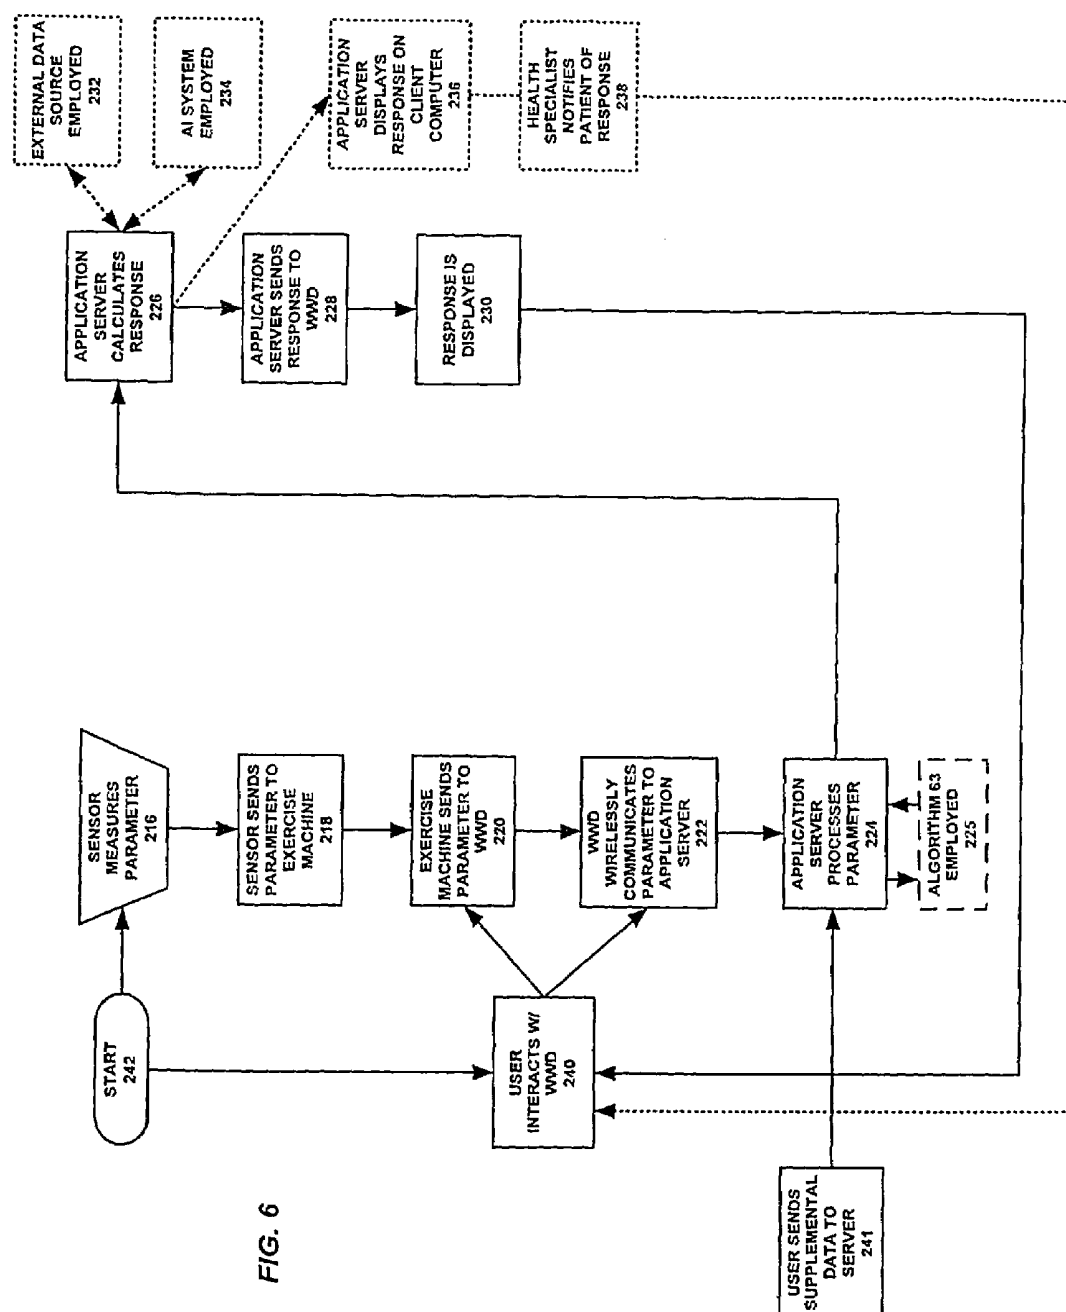 FIG. 6
START
242
SENSOR
MEASURES
PARAMETER
216
SENSOR SENDS
PARAMETER TO
EXERCISE
MACHINE
218
EXERCISE
MACHINE SENDS
PARAMETER TO
WWD
220
WWD
WIRELESSLY
COMMUNICATES
PARAMETER TO
APPLICATION
SERVER
222
APPLICATION
SERVER
PROCESSES
PARAMETER
224
ALGORITHM 63
EMPLOYED
225
USER
INTERACTS W/
WWD
240
USER SENDS
SUPPLEMENTAL
DATA TO
SERVER
241
APPLICATION
SERVER
CALCULATES
RESPONSE
226
APPLICATION
SERVER SENDS
RESPONSE TO
WWD
228
RESPONSE IS
DISPLAYED
230
EXTERNAL DATA
SOURCE
EMPLOYED
232
AI SYSTEM
EMPLOYED
234
APPLICATION
SERVER
DISPLAYS
RESPONSE ON
CLIENT
COMPUTER
236
HEALTH
SPECIALIST
NOTIFIES
PATIENT OF
RESPONSE
238